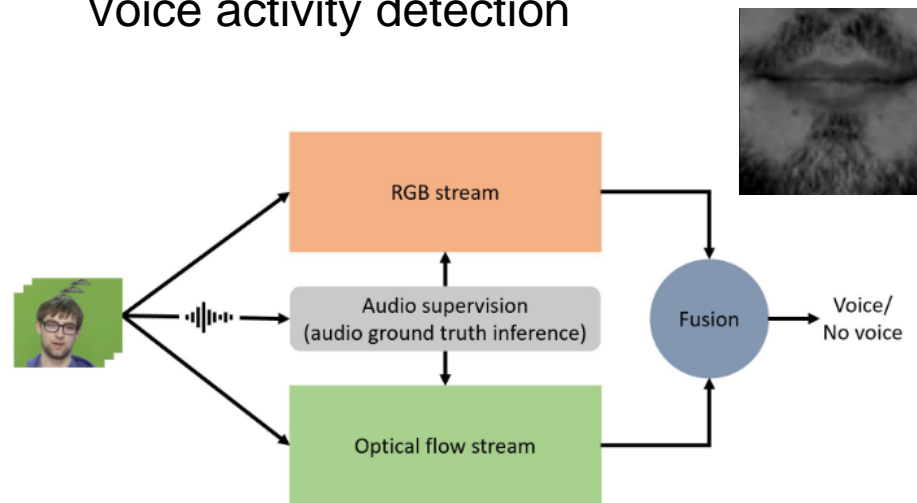 Voice activity detection
RGB stream
Audio supervision
(audio ground truth inference)
Fusion
Voice/
No voice
Optical flow stream